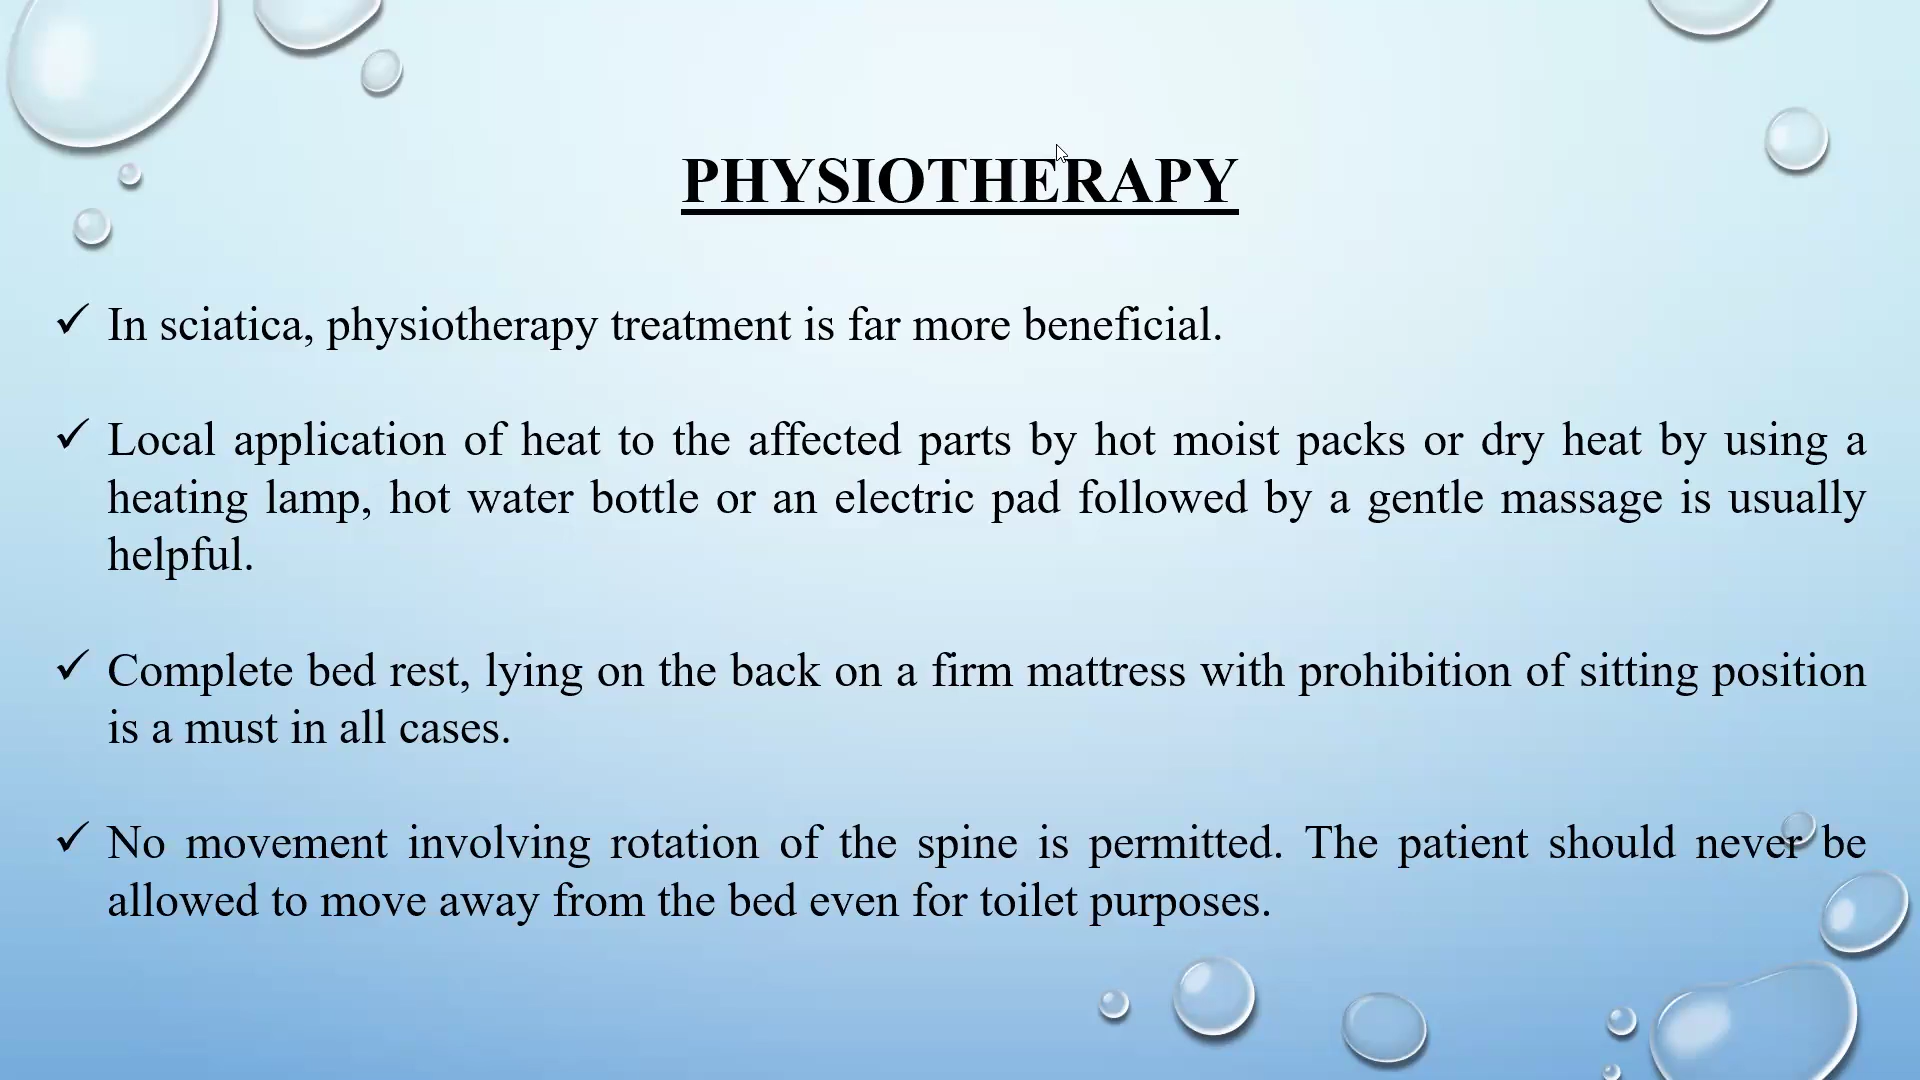 PHYSIOTHERAPY
✓ In sciatica, physiotherapy treatment is far more beneficial.
✓ Local application of heat to the affected parts by hot moist packs or dry heat by using a
heating lamp, hot water bottle or an electric pad followed by a gentle massage is usually
helpful.
✓ Complete bed rest, lying on the back on a firm mattress with prohibition of sitting position
is a must in all cases.
✓ No movement involving rotation of the spine is permitted. The patient should never be
allowed to move away from the bed even for toilet purposes.